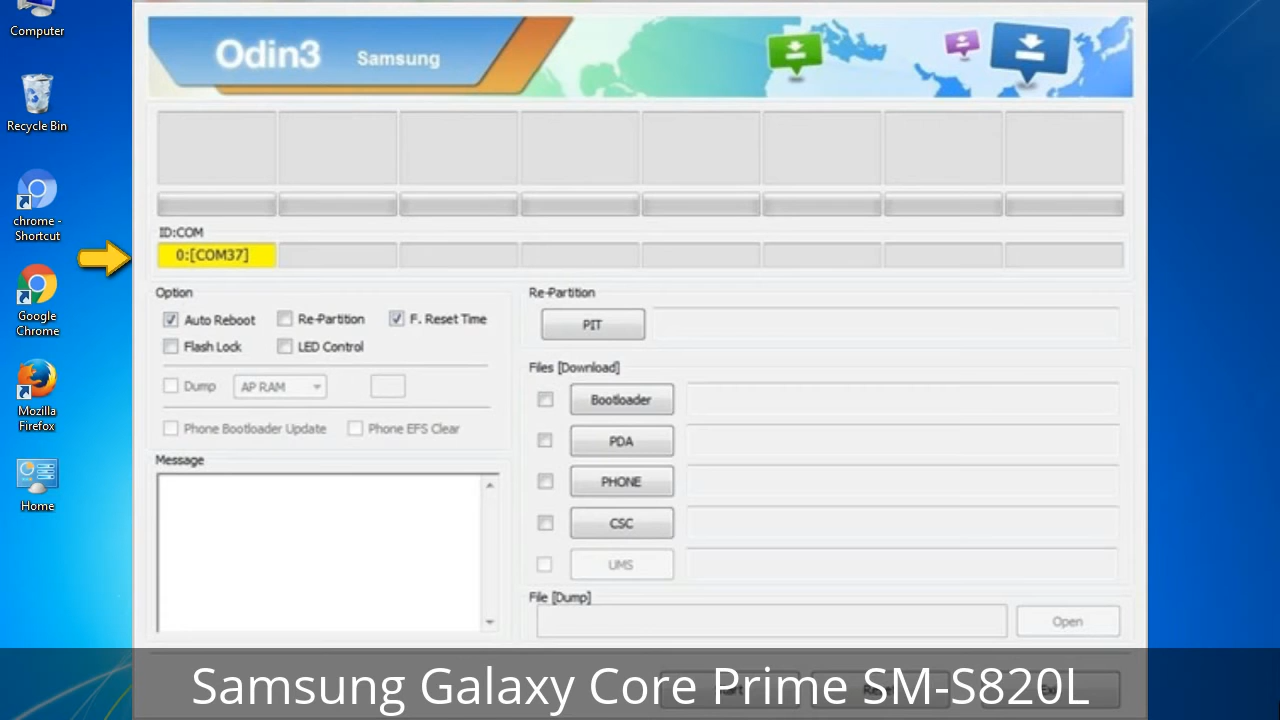 Computer
Recycle Bin
chrome -
Shortcut
Google
Chrome
Mozilla
Firefox
Home
Odin3 Samsung
ID:COM
0:[COM37]
Option
Auto Reboot Re-Partition F. Reset Time
Flash Lock LED Control
Dump AP RAM
Phone Bootloader Update Phone EFS Clear
Message
Re-Partition
PIT
Files [Download]
Bootloader
PDA
PHONE
CSC
UMS
File [Dump]
Open
Samsung Galaxy Core Prime SM-S820L